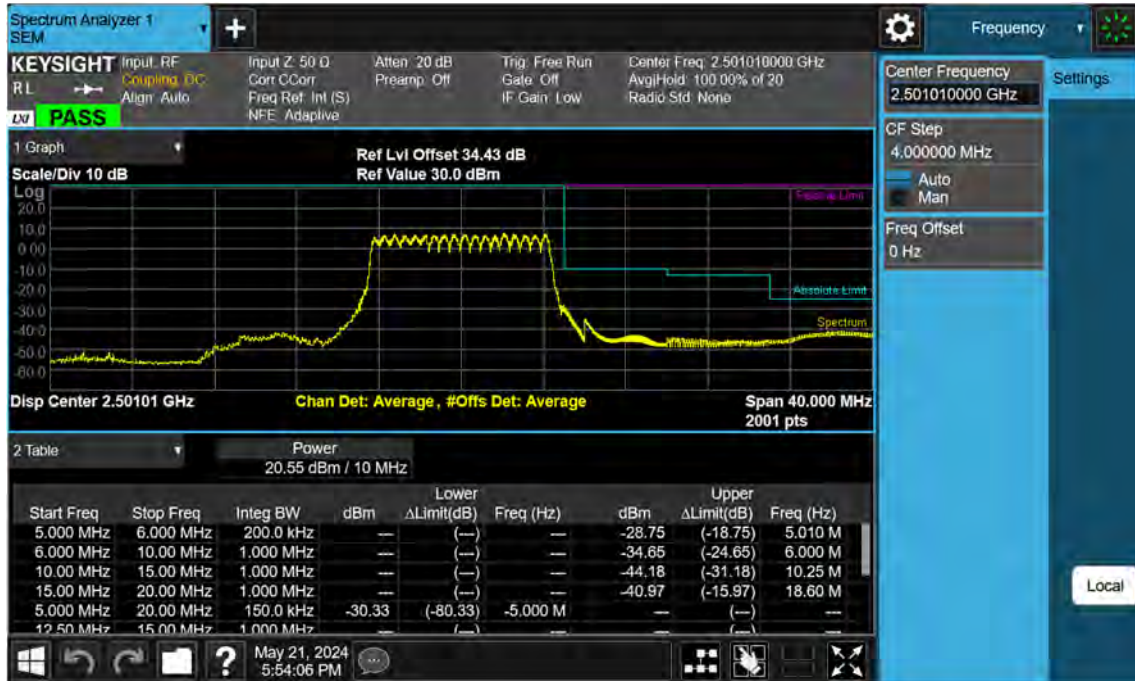 Spectrum Analyzer 1
SEM
Frequency
KEYSIGHT
RL
LXI
PASS
Input: RF
Coupling: DC
Align: Auto
Input Z: 50 Ω
Corr CCorr
Freq Ref: Int (S)
NFE: Adaptive
Atten: 20 dB
Preamp: Off
Trig: Free Run
Gate: Off
IF Gain: Low
Center Freq: 2.501010000 GHz
Avg|Hold: 100.00% of 20
Radio Std: None
Center Frequency
2.501010000 GHz
Settings
CF Step
4.000000 MHz
Auto
Man
Freq Offset
0 Hz
1 Graph
Scale/Div 10 dB
Ref Lvl Offset 34.43 dB
Ref Value 30.0 dBm
Log
20.0
10.0
0.00
-10.0
-20.0
-30.0
-40.0
-50.0
-60.0
Absolute Limit
Spectrum
Disp Center 2.50101 GHz
Chan Det: Average, #Offs Det: Average
Span 40.000 MHz
2001 pts
2 Table
Power
20.55 dBm / 10 MHz
Lower Upper
Start Freq Stop Freq Integ BW dBm ΔLimit(dB) Freq (Hz) dBm ΔLimit(dB) Freq (Hz)
5.000 MHz 6.000 MHz 200.0 kHz --- (---) --- -28.75 (-18.75) 5.010 M
6.000 MHz 10.00 MHz 1.000 MHz --- (---) --- -34.65 (-24.65) 6.000 M
10.00 MHz 15.00 MHz 1.000 MHz --- (---) --- -44.18 (-31.18) 10.25 M
15.00 MHz 20.00 MHz 1.000 MHz --- (---) --- -40.97 (-15.97) 18.60 M
5.000 MHz 20.00 MHz 150.0 kHz -30.33 (-80.33) -5.000 M --- (---) ---
12.50 MHz 15.00 MHz 1.000 MHz --- (---) --- --- (---) ---
Local
?
May 21, 2024
5:54:06 PM